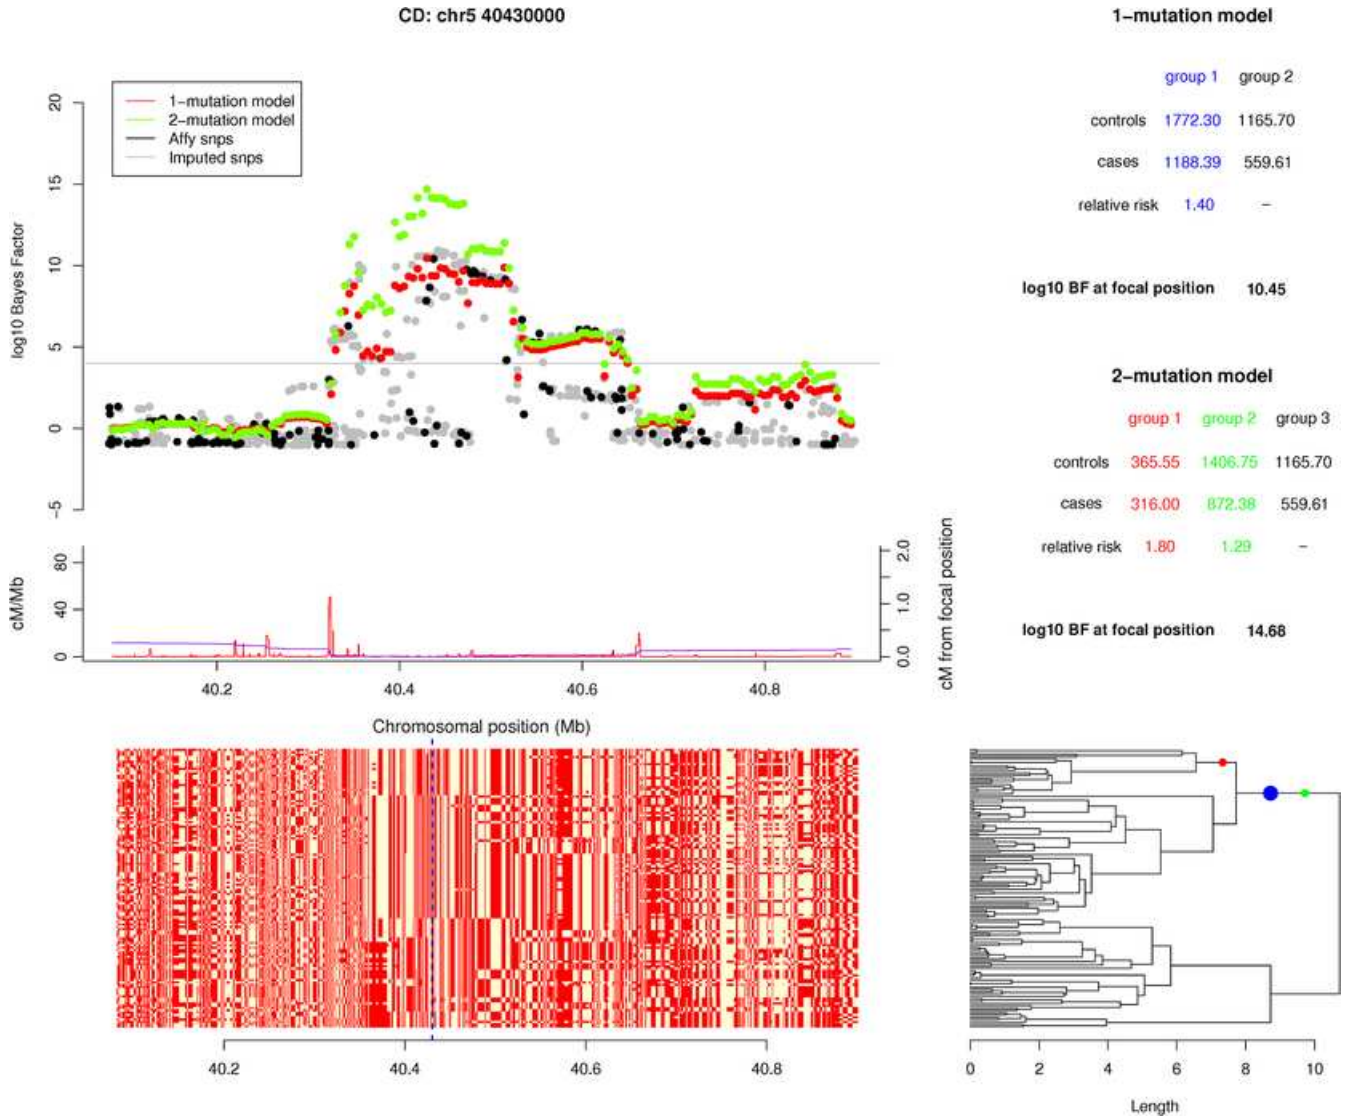 CD: chr5 40430000
1−mutation model
2−mutation model
Affy snps
Imputed snps
log10 Bayes Factor
20
15
10
5
0
−5
cM/Mb
80
40
0
2.0
1.0
0.0
cM from focal position
40.2 40.4 40.6 40.8
Chromosomal position (Mb)
40.2 40.4 40.6 40.8
1−mutation model
group 1 group 2
controls 1772.30 1165.70
cases 1188.39 559.61
relative risk 1.40 −
log10 BF at focal position 10.45
2−mutation model
group 1 group 2 group 3
controls 365.55 1406.75 1165.70
cases 316.00 872.38 559.61
relative risk 1.80 1.29 −
log10 BF at focal position 14.68
0 2 4 6 8 10
Length